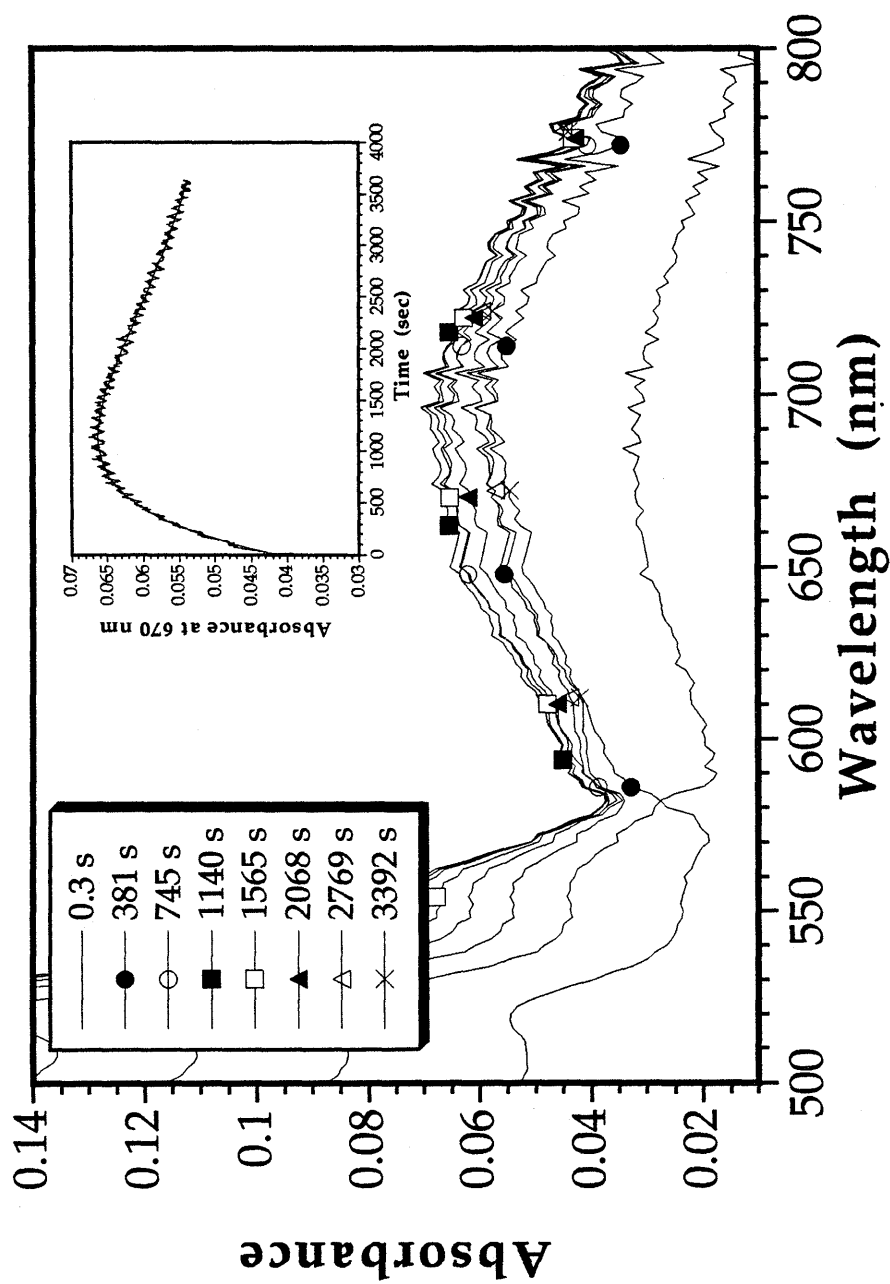 Absorbance
0.14
0.12
0.1
0.08
0.06
0.04
0.02
0.3 s
381 s
745 s
1140 s
1565 s
2068 s
2769 s
3392 s
Absorbance at 670 nm
0.07
0.065
0.06
0.055
0.05
0.045
0.04
0.035
0.03
0
500
1000
1500
2000
2500
3000
3500
4000
Time (sec)
500
550
600
650
700
750
800
Wavelength (nm)